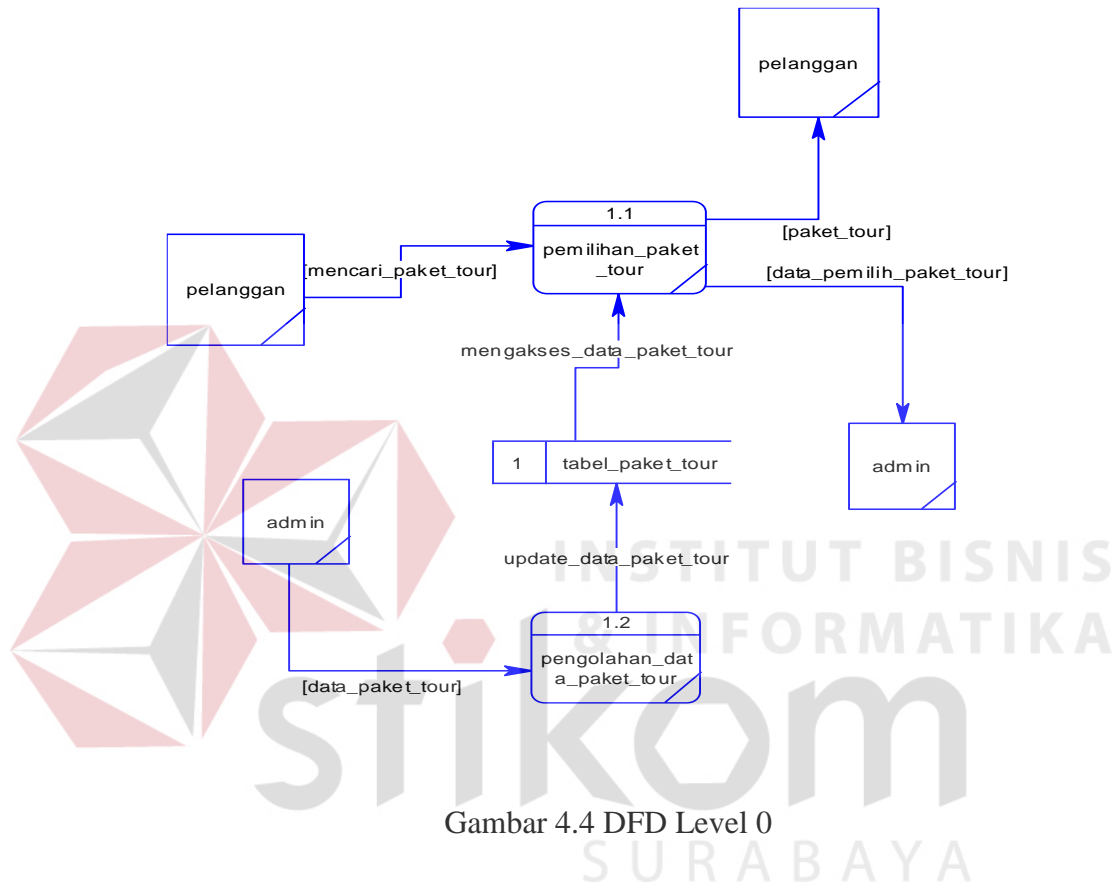 pelanggan
1.1
[paket_tour]
pemilihan_paket
_tour
[mencari_paket_tour]
[data_pemilih_paket_tour]
pelanggan
mengakses_data_paket_tour
1 tabel_paket_tour
admin
admin
update_data_paket_tour
INSTITUT BISNIS
& INFORMATIKA
1.2
pengolahan_dat
a_paket_tour
[data_paket_tour]
stikom
Gambar 4.4 DFD Level 0
SURABAYA